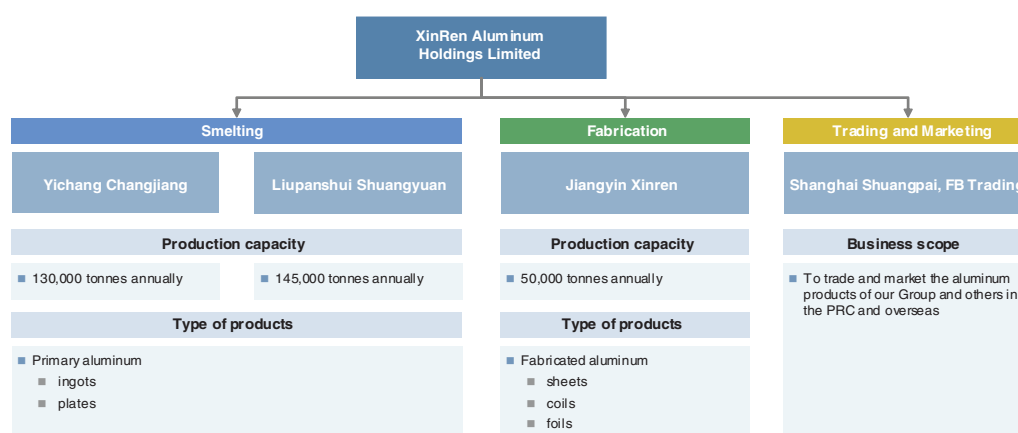 XinRen Aluminum
Holdings Limited
Smelting
Fabrication
Trading and Marketing
Yichang Changjiang
Liupanshui Shuangyuan
Jiangyin Xinren
Shanghai Shuangpai, FB Trading
Production capacity
Production capacity
Business scope
130,000 tonnes annually
145,000 tonnes annually
50,000 tonnes annually
To trade and market the aluminum
products of our Group and others in
the PRC and overseas
Type of products
Type of products
Primary aluminum
ingots
plates
Fabricated aluminum
sheets
coils
foils